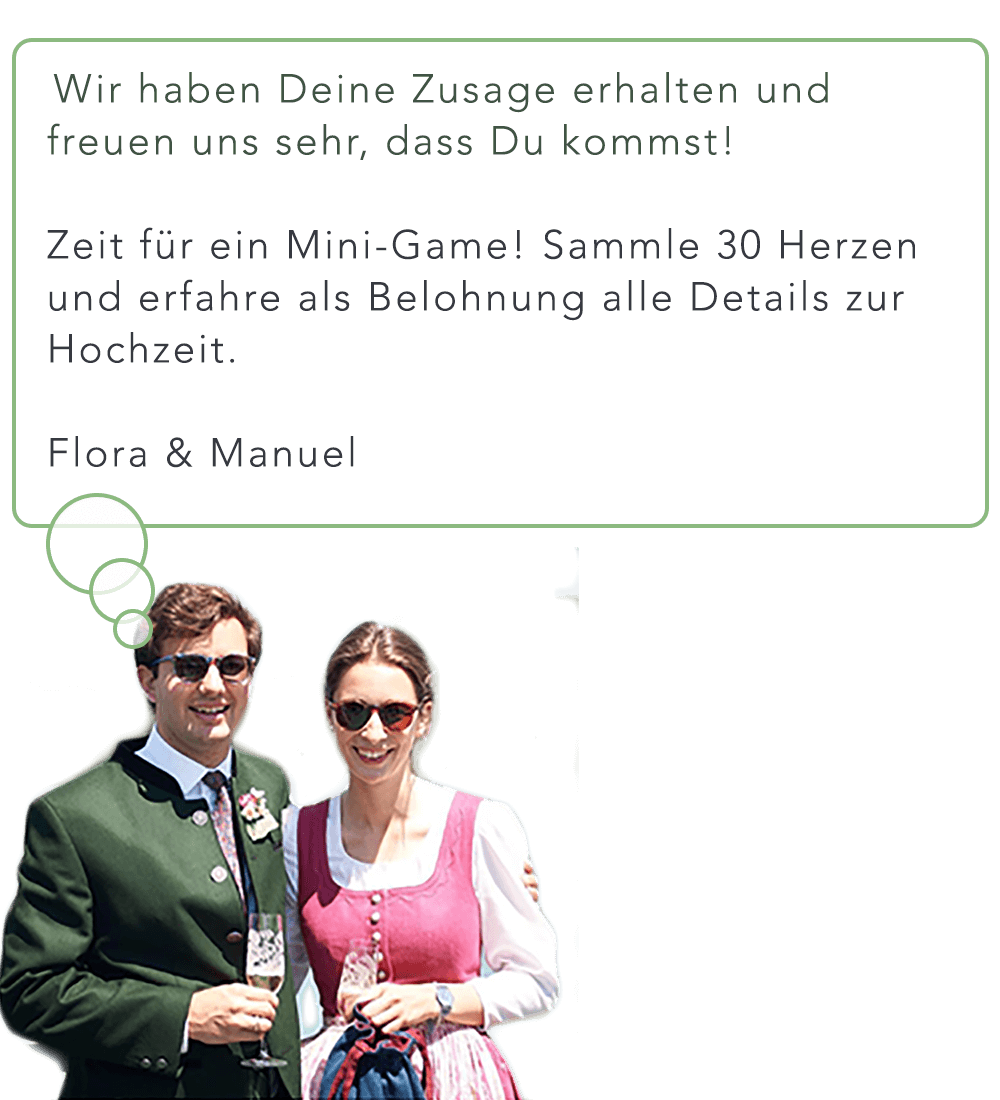 Wir haben Deine Zusage erhalten und
freuen uns sehr, dass Du kommst!
Zeit für ein Mini-Game! Sammle 30 Herzen
und erfahre als Belohnung alle Details zur
Hochzeit.
Flora & Manuel